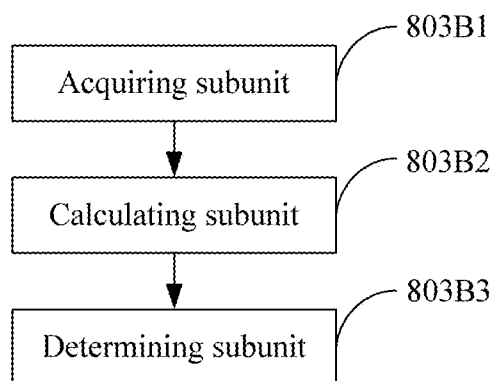 803B1
Acquiring subunit
803B2
Calculating subunit
803B3
Determining subunit